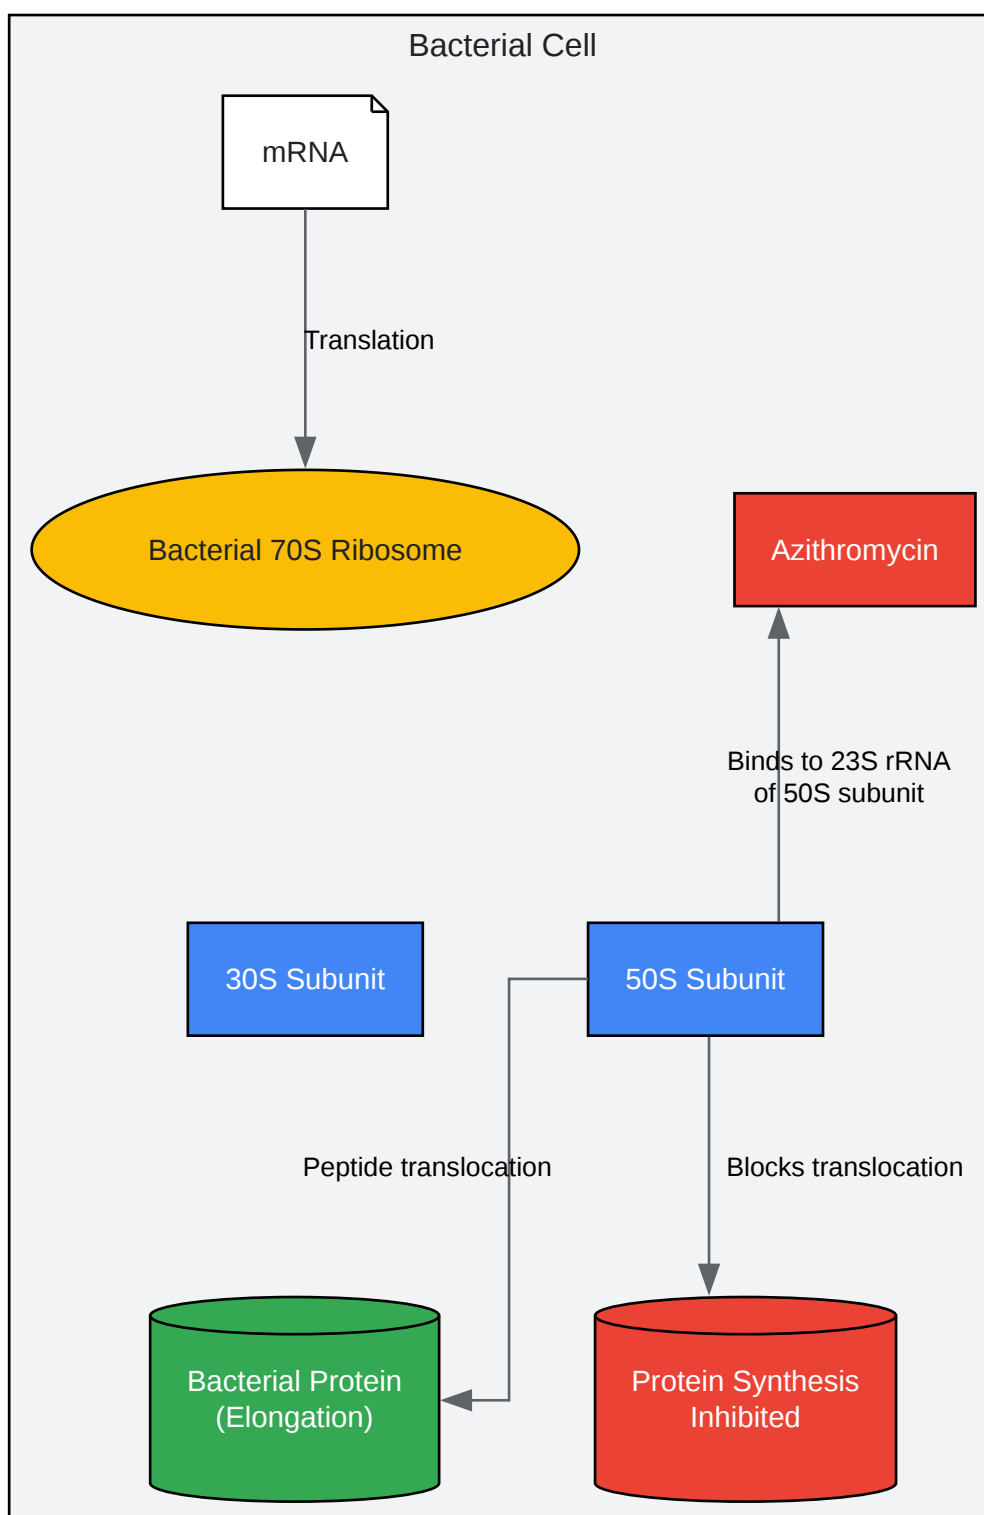 Bacterial Cell
mRNA
Translation
Bacterial 70S Ribosome
Azithromycin
Binds to 23S rRNA
of 50S subunit
30S Subunit
50S Subunit
Peptide translocation
Blocks translocation
Bacterial Protein
(Elongation)
Protein Synthesis
Inhibited